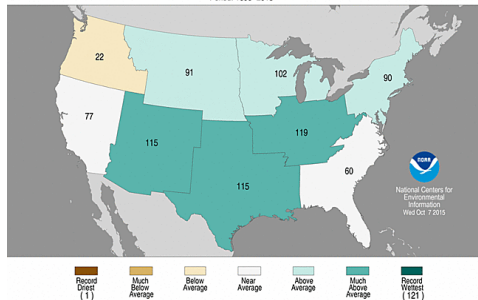 22
91
102
90
77
115
119
115
60
NOAA
National Centers for
Environmental
Information
Wed Oct 7 2015
Record
Driest
( 1 )
Much
Below
Average
Below
Average
Near
Average
Above
Average
Much
Above
Average
Record
Wettest
( 121 )